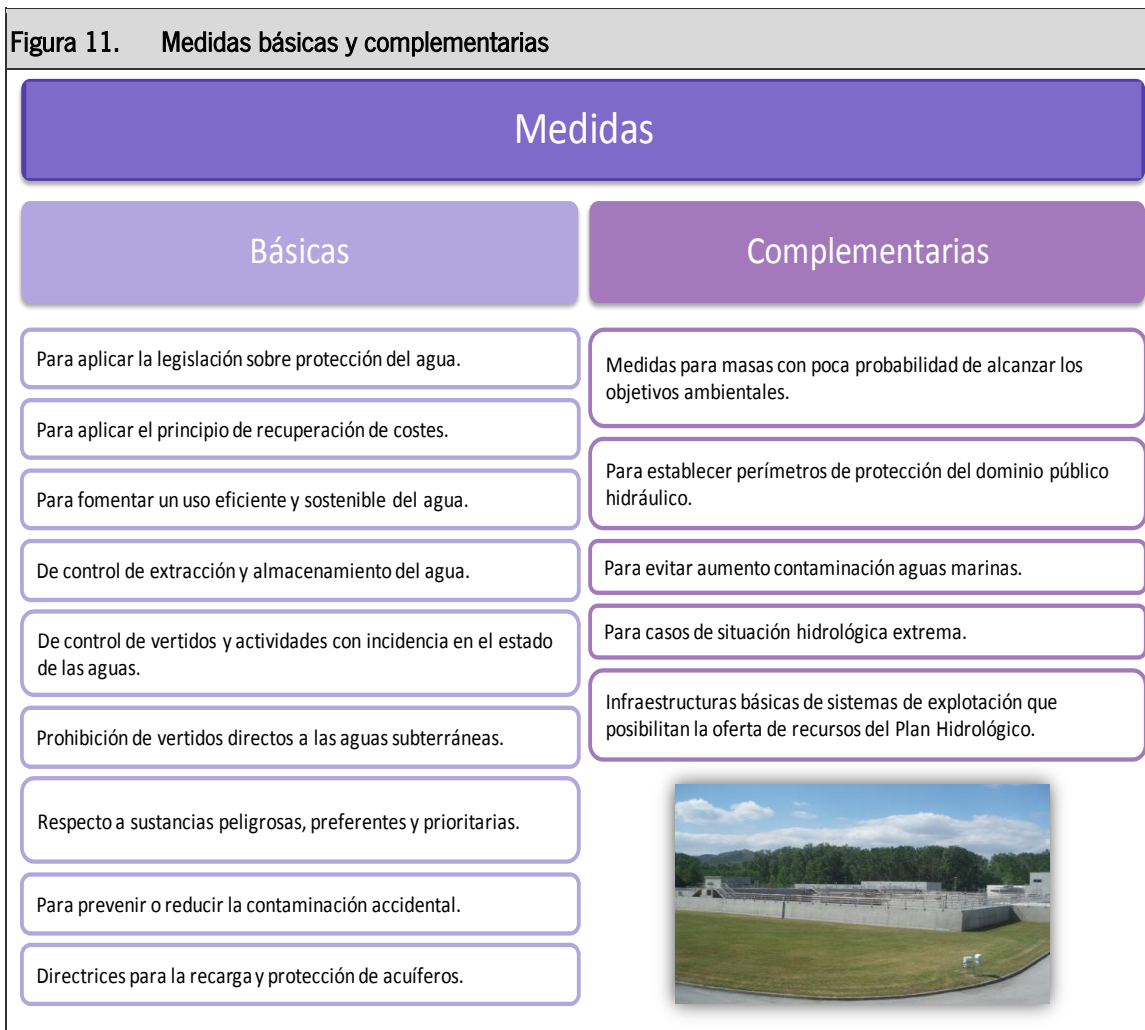 Figura 11. Medidas básicas y complementarias
Medidas
Básicas
Para aplicar la legislación sobre protección del agua.
Para aplicar el principio de recuperación de costes.
Para fomentar un uso eficiente y sostenible del agua.
De control de extracción y almacenamiento del agua.
De control de vertidos y actividades con incidencia en el estado
de las aguas.
Prohibición de vertidos directos a las aguas subterráneas.
Respecto a sustancias peligrosas, preferentes y prioritarias.
Para prevenir o reducir la contaminación accidental.
Directrices para la recarga y protección de acuíferos.
Complementarias
Medidas para masas con poca probabilidad de alcanzar los
objetivos ambientales.
Para establecer perímetros de protección del dominio público
hidráulico.
Para evitar aumento contaminación aguas marinas.
Para casos de situación hidrológica extrema.
Infraestructuras básicas de sistemas de explotación que
posibilitan la oferta de recursos del Plan Hidrológico.